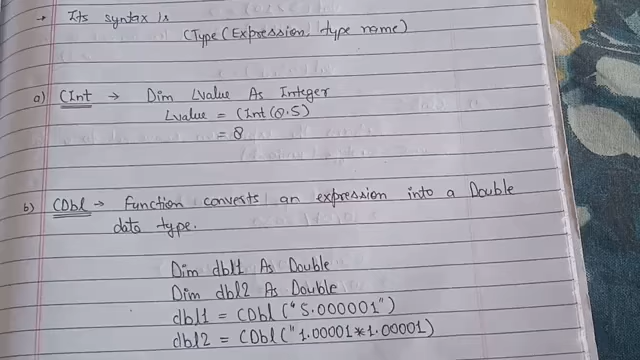 → Its syntax is
CType (Expression, type name)
a) CInt → Dim Lvalue As Integer
Lvalue = CInt (8.5)
= 8
b) CDbl → Function converts an expression into a Double
data type.
Dim dbl1 As Double
Dim dbl2 As Double
dbl1 = CDbl ("5.000001")
dbl2 = CDbl ("1.00001*1.00001)